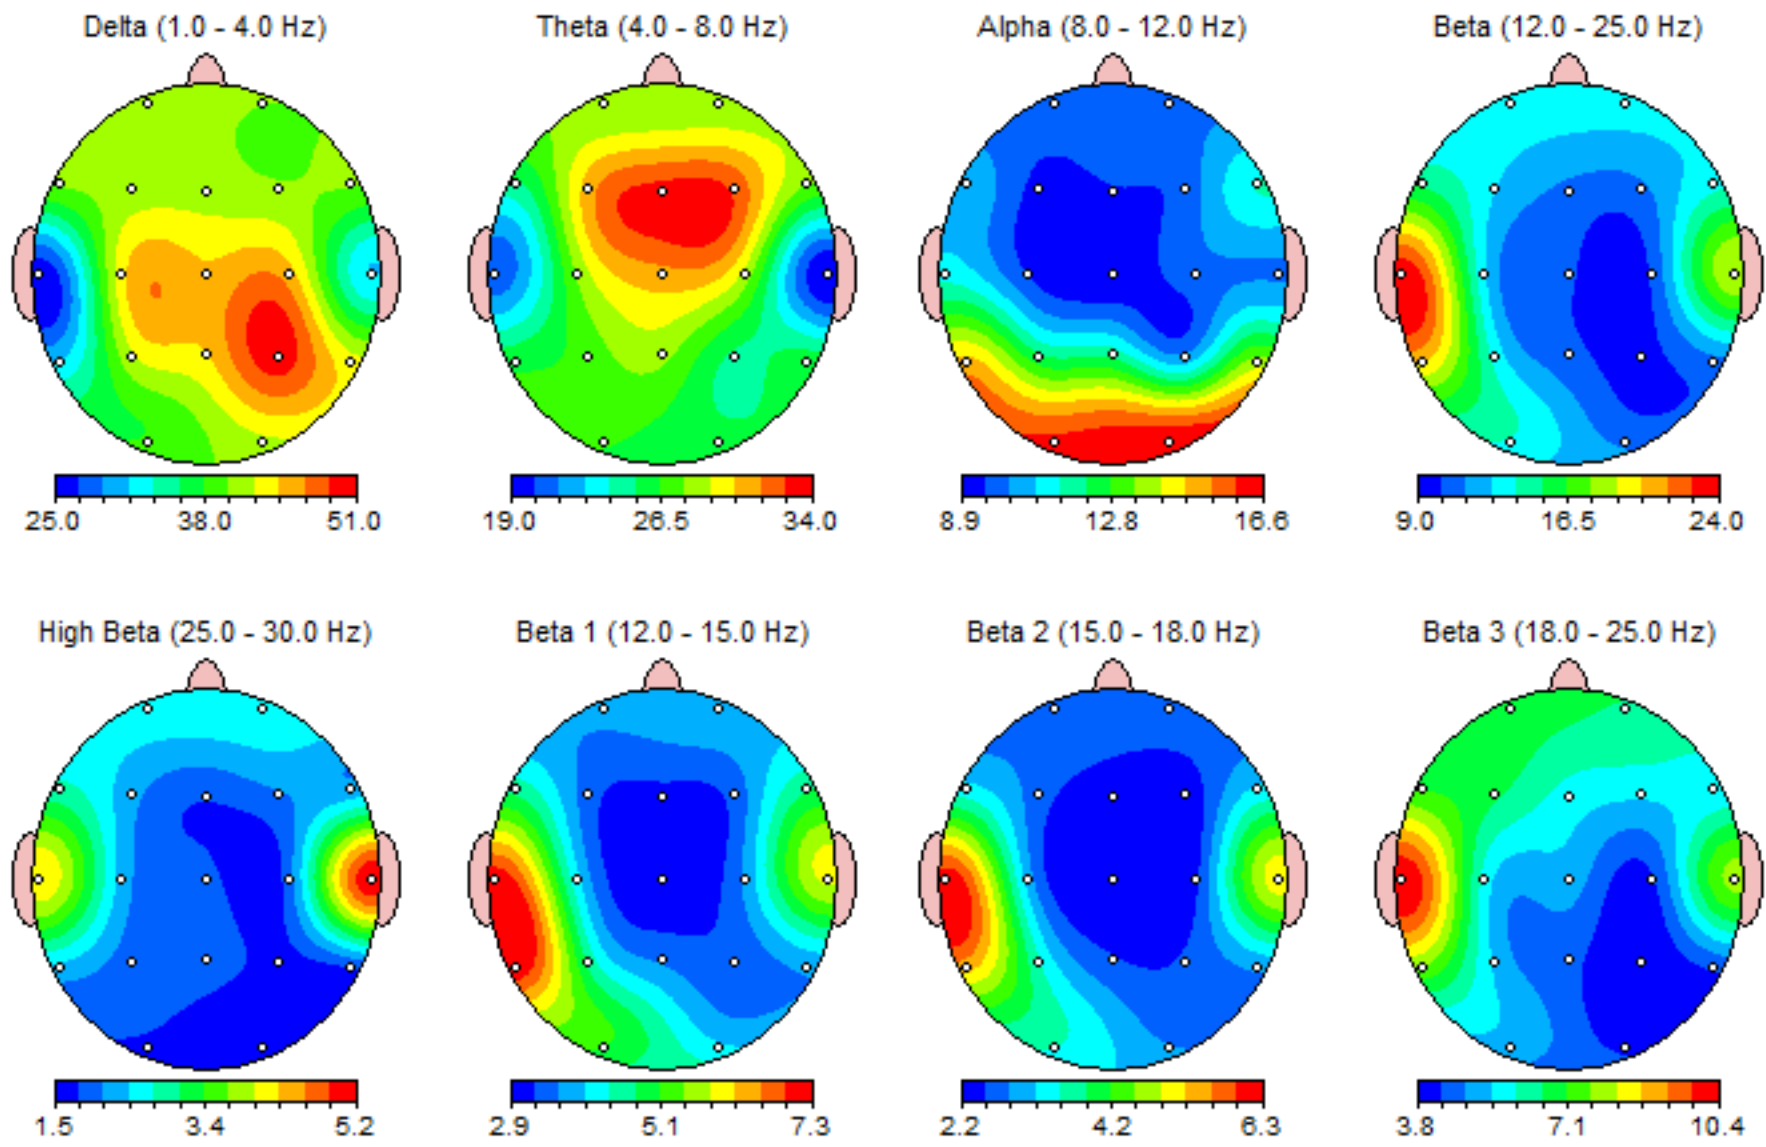 Delta (1.0 - 4.0 Hz)
Theta (4.0 - 8.0 Hz)
Alpha (8.0 - 12.0 Hz)
Beta (12.0 - 25.0 Hz)
25.0 38.0 51.0
19.0 26.5 34.0
8.9 12.8 16.6
9.0 16.5 24.0
High Beta (25.0 - 30.0 Hz)
Beta 1 (12.0 - 15.0 Hz)
Beta 2 (15.0 - 18.0 Hz)
Beta 3 (18.0 - 25.0 Hz)
1.5 3.4 5.2
2.9 5.1 7.3
2.2 4.2 6.3
3.8 7.1 10.4